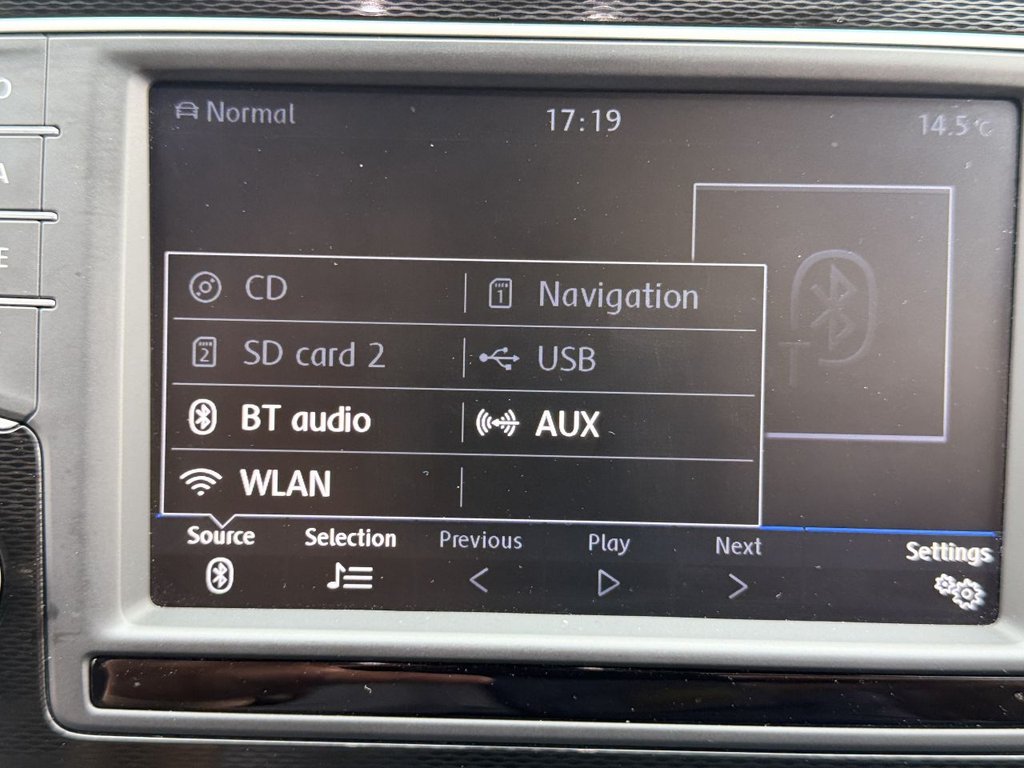 Normal 17:19 14.5°C
CD Navigation
SD card 2 USB
BT audio AUX
WLAN
Source Selection Previous Play Next Settings